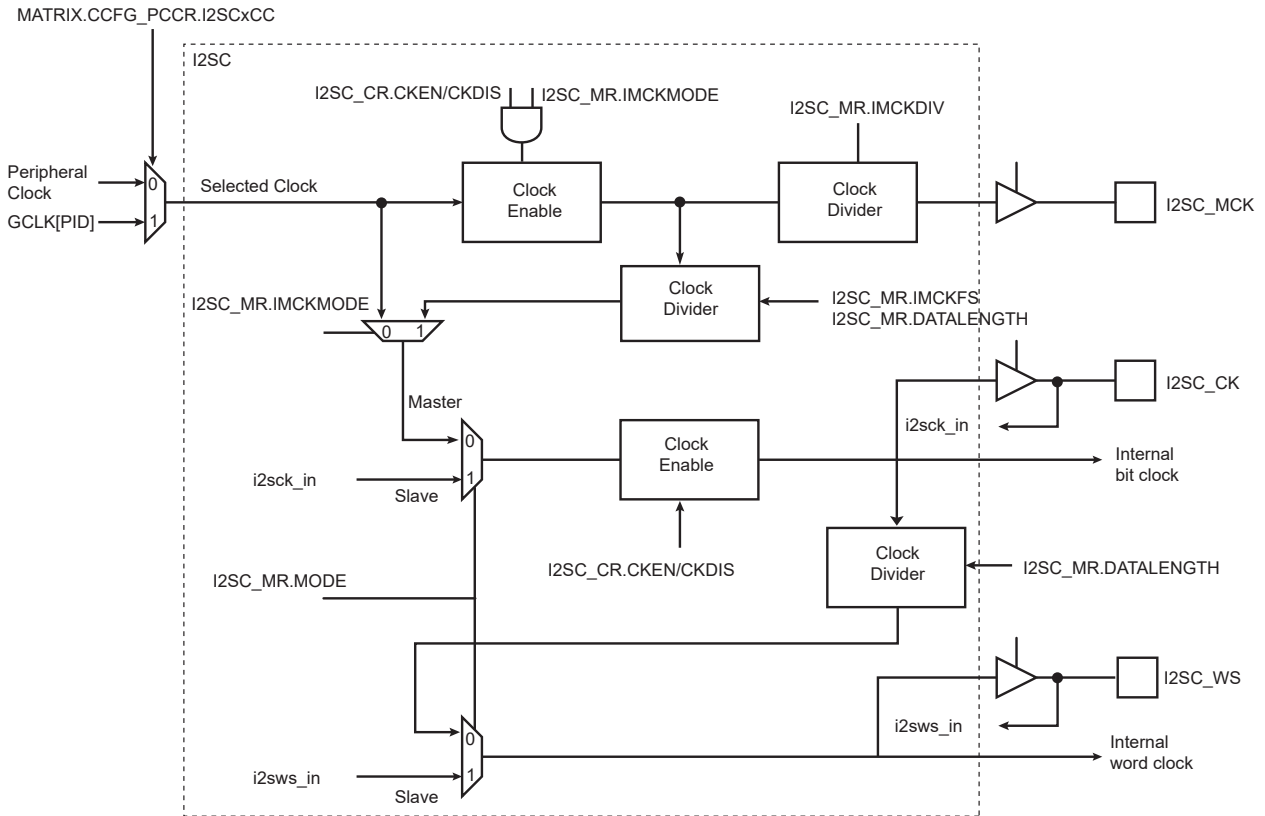 MATRIX.CCFG_PCCR.I2SCxCC
I2SC
I2SC_CR.CKEN/CKDIS
I2SC_MR.IMCKMODE
I2SC_MR.IMCKDIV
Peripheral
Clock
0
Selected Clock
Clock
Enable
Clock
Divider
GCLK[PID]
1
I2SC_MCK
I2SC_MR.IMCKMODE
Clock
Divider
I2SC_MR.IMCKFS
I2SC_MR.DATALENGTH
0 1
I2SC_CK
Master
i2sck_in
0
Clock
Enable
Internal
bit clock
i2sck_in
1
Slave
I2SC_CR.CKEN/CKDIS
Clock
Divider
I2SC_MR.DATALENGTH
I2SC_MR.MODE
I2SC_WS
i2sws_in
0
Internal
word clock
i2sws_in
1
Slave